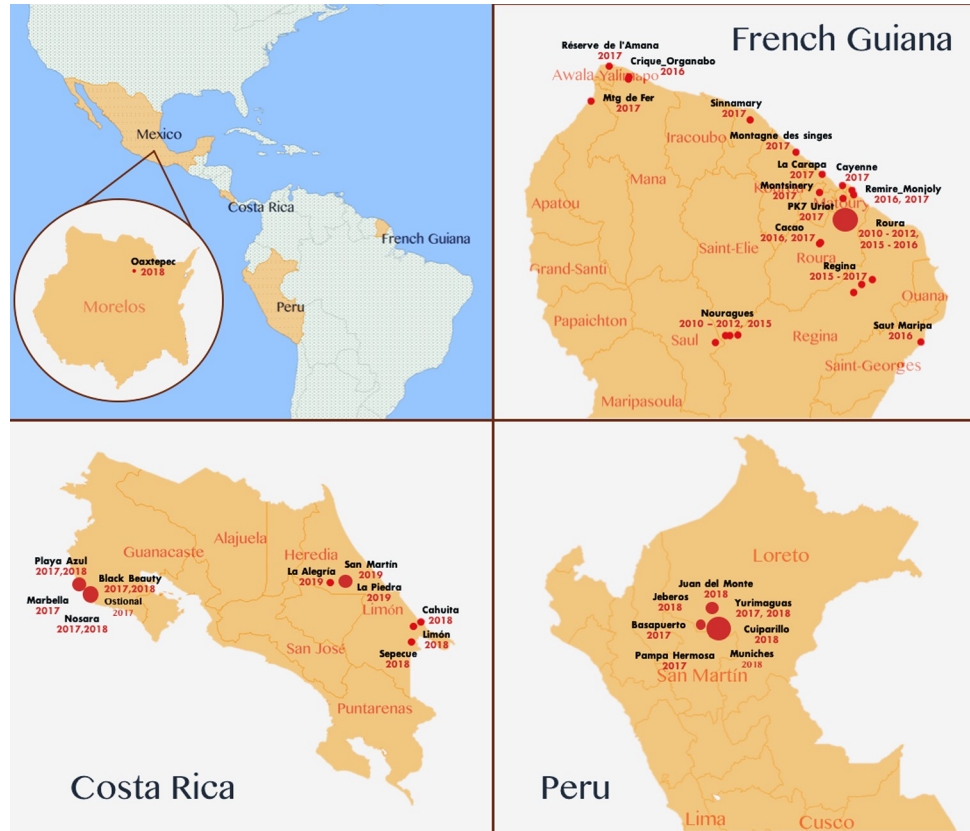 Mexico
Costa Rica
French Guiana
Peru
Oaxtepec
2018
Morelos
French Guiana
Réserve de l'Amana
2017
Crique_Organabo
2016
Awala-Yalimapo
Mtg de Fer
2017
Sinnamary
2017
Iracoubo
Montagne des singes
2017
Mana
La Carapa
2017
Cayenne
2017
Montsinery
2017
Remire_Monjoly
2016, 2017
Matoury
PK7 Uriot
2017
Apatou
Cacao
2016, 2017
Roura
2010 - 2012,
2015 - 2016
Saint-Elie
Roura
Grand-Santi
Regina
2015 - 2017
Ouana
Papaichton
Nouragues
2010 – 2012, 2015
Saul
Regina
Saut Maripa
2016
Saint-Georges
Maripasoula
Playa Azul
2017,2018
Guanacaste
Alajuela
Heredia
La Alegría
2019
San Martín
2019
La Piedra
2019
Black Beauty
2017,2018
Marbella
2017
Ostional
2017
Nosara
2017,2018
Limón
Cahuita
2018
Limón
2018
Sepecue
2018
San José
Puntarenas
Costa Rica
Loreto
Juan del Monte
2018
Jeberos
2018
Yurimaguas
2017, 2018
Basapuerto
2017
Cuiparillo
2018
Pampa Hermosa
2017
Muniches
2018
San Martín
Peru
Lima
Cusco